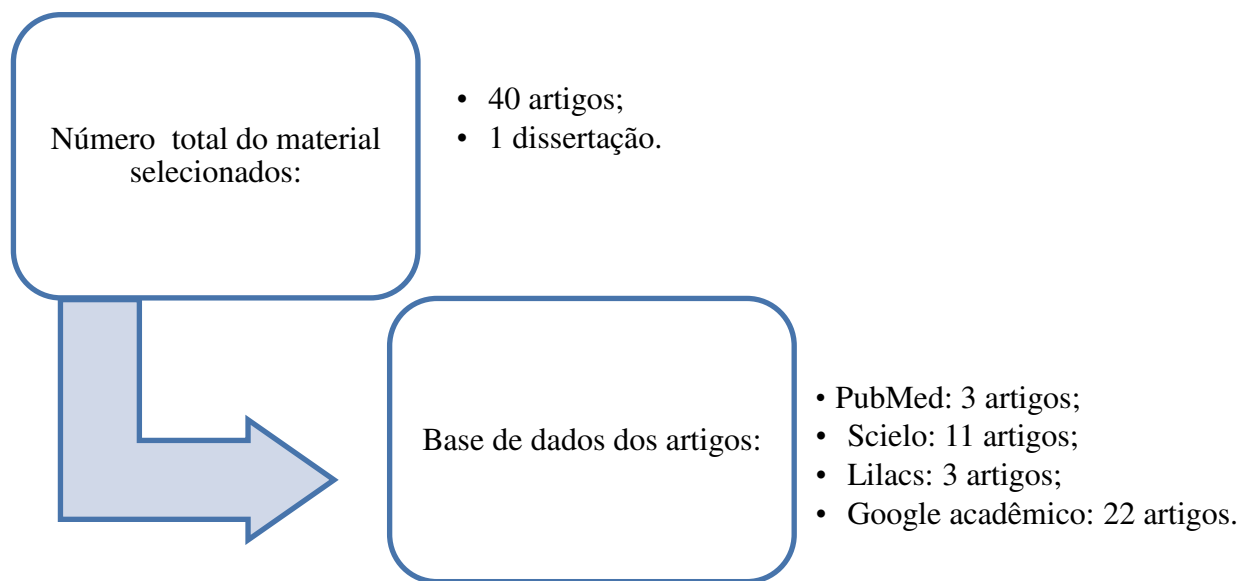 Número total do material
selecionados:
• 40 artigos;
• 1 dissertação.
Base de dados dos artigos:
• PubMed: 3 artigos;
• Scielo: 11 artigos;
• Lilacs: 3 artigos;
• Google acadêmico: 22 artigos.